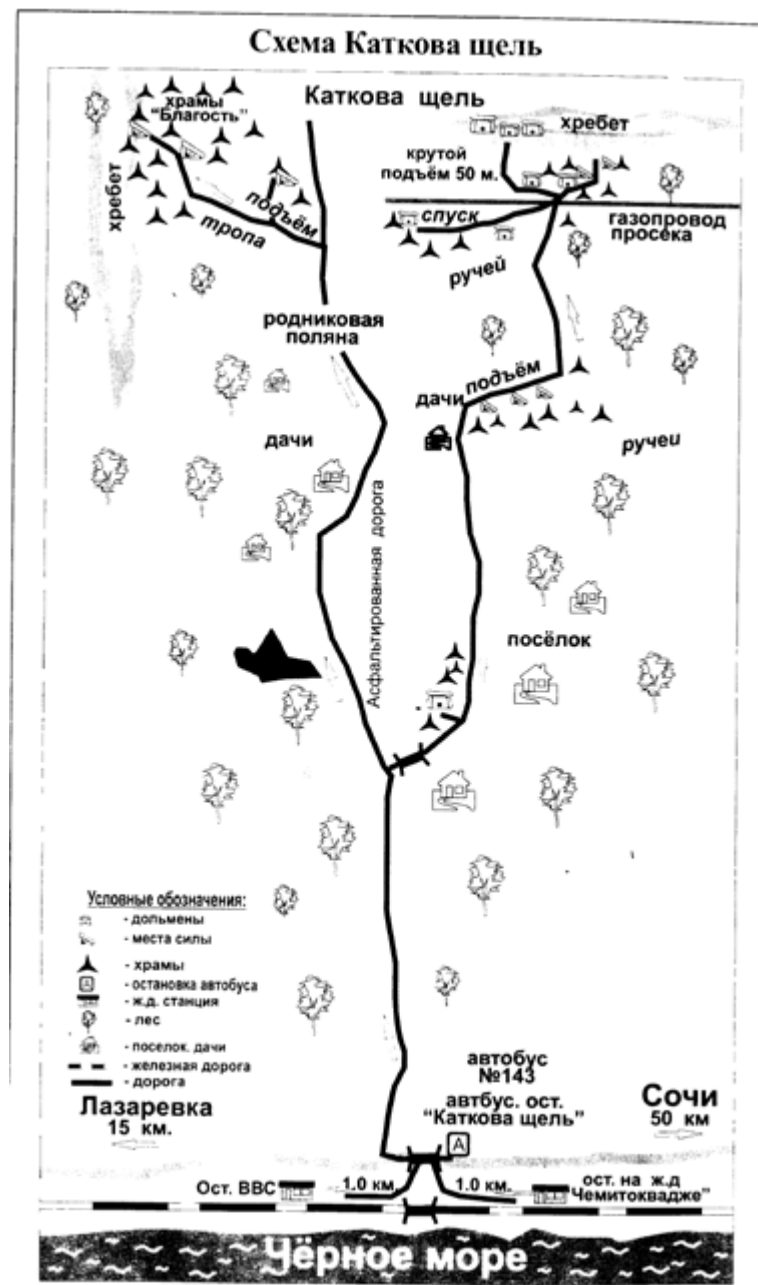 Схема Каткова щель
храмы
"Благость"
Каткова щель
хребет
хребет
крутой
подъём 50 м.
подъём
тропа
спуск
газопровод
просека
ручей
родниковая
поляна
подъём
дачи
дачи
ручеи
Асфальтированная дорога
посёлок
Условные обозначения:
- дольмены
- места силы
- храмы
А - остановка автобуса
- ж.д. станция
- лес
- поселок. дачи
- железная дорога
- дорога
автобус
№143
автбус. ост.
"Каткова щель"
А
Лазаревка
15 км.
Сочи
50 км
Ост. ВВС
1.0 км.
1.0 км.
ост. на ж.д
Чемитоквадже"
Чёрное море